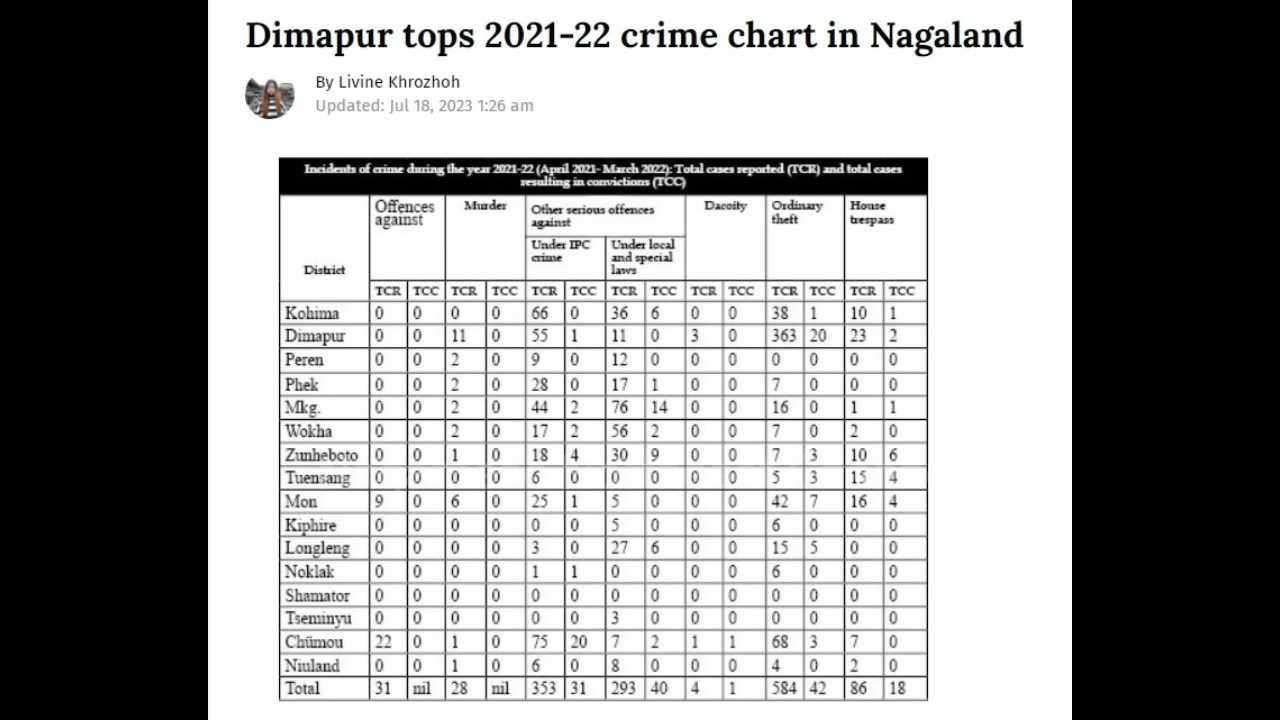 Dimapur tops 2021-22 crime chart in Nagaland
By Livine Khrozhoh
Updated: Jul 18, 2023 1:26 am
Incidents of crime during the year 2021-22 (April 2021- March 2022): Total cases reported (TCR) and total cases
resulting in convictions (TCC)
District Offences against Murder Other serious offences against Dacoity Ordinary theft House trespass
Under IPC crime Under local and special laws
TCR TCC TCR TCC TCR TCC TCR TCC TCR TCC TCR TCC TCR TCC
Kohima 0 0 0 0 66 0 36 6 0 0 38 1 10 1
Dimapur 0 0 11 0 55 1 11 0 3 0 363 20 23 2
Peren 0 0 2 0 9 0 12 0 0 0 0 0 0 0
Phek 0 0 2 0 28 0 17 1 0 0 7 0 0 0
Mkg. 0 0 2 0 44 2 76 14 0 0 16 0 1 1
Wokha 0 0 2 0 17 2 56 2 0 0 7 0 2 0
Zunheboto 0 0 1 0 18 4 30 9 0 0 7 3 10 6
Tuensang 0 0 0 0 6 0 0 0 0 0 5 3 15 4
Mon 9 0 6 0 25 1 5 0 0 0 42 7 16 4
Kiphire 0 0 0 0 0 0 5 0 0 0 6 0 0 0
Longleng 0 0 0 0 3 0 27 6 0 0 15 5 0 0
Noklak 0 0 0 0 1 1 0 0 0 0 6 0 0 0
Shamator 0 0 0 0 0 0 0 0 0 0 0 0 0 0
Tseminyu 0 0 0 0 0 0 3 0 0 0 0 0 0 0
Chümou 22 0 1 0 75 20 7 2 1 1 68 3 7 0
Niuland 0 0 1 0 6 0 8 0 0 0 4 0 2 0
Total 31 nil 28 nil 353 31 293 40 4 1 584 42 86 18